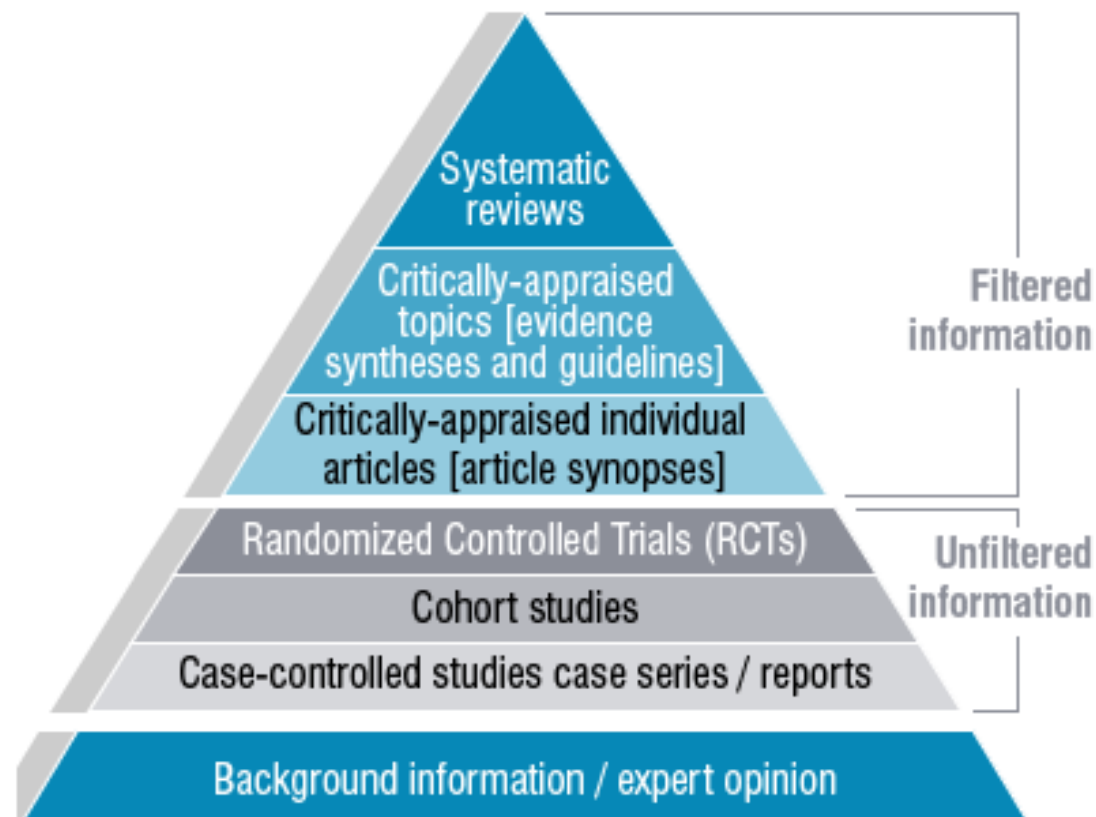 Systematic
reviews
Critically-appraised
topics [evidence
syntheses and guidelines]
Filtered
information
Critically-appraised individual
articles [article synopses]
Randomized Controlled Trials (RCTs)
Unfiltered
information
Cohort studies
Case-controlled studies case series / reports
Background information / expert opinion